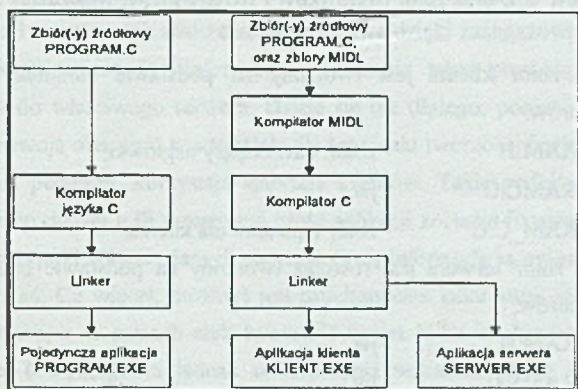 Zbiór(-y) źródłowy
PROGRAM.C
Kompilator
języka C
Linker
Pojedyncza aplikacja
PROGRAM.EXE
Zbiór(-y) źródłowy
PROGRAM.C,
oraz zbiory MIDL
Kompilator MIDL
Kompilator C
Linker
Aplikacja klienta
KLIENT.EXE
Aplikacja serwera
SERWER.EXE